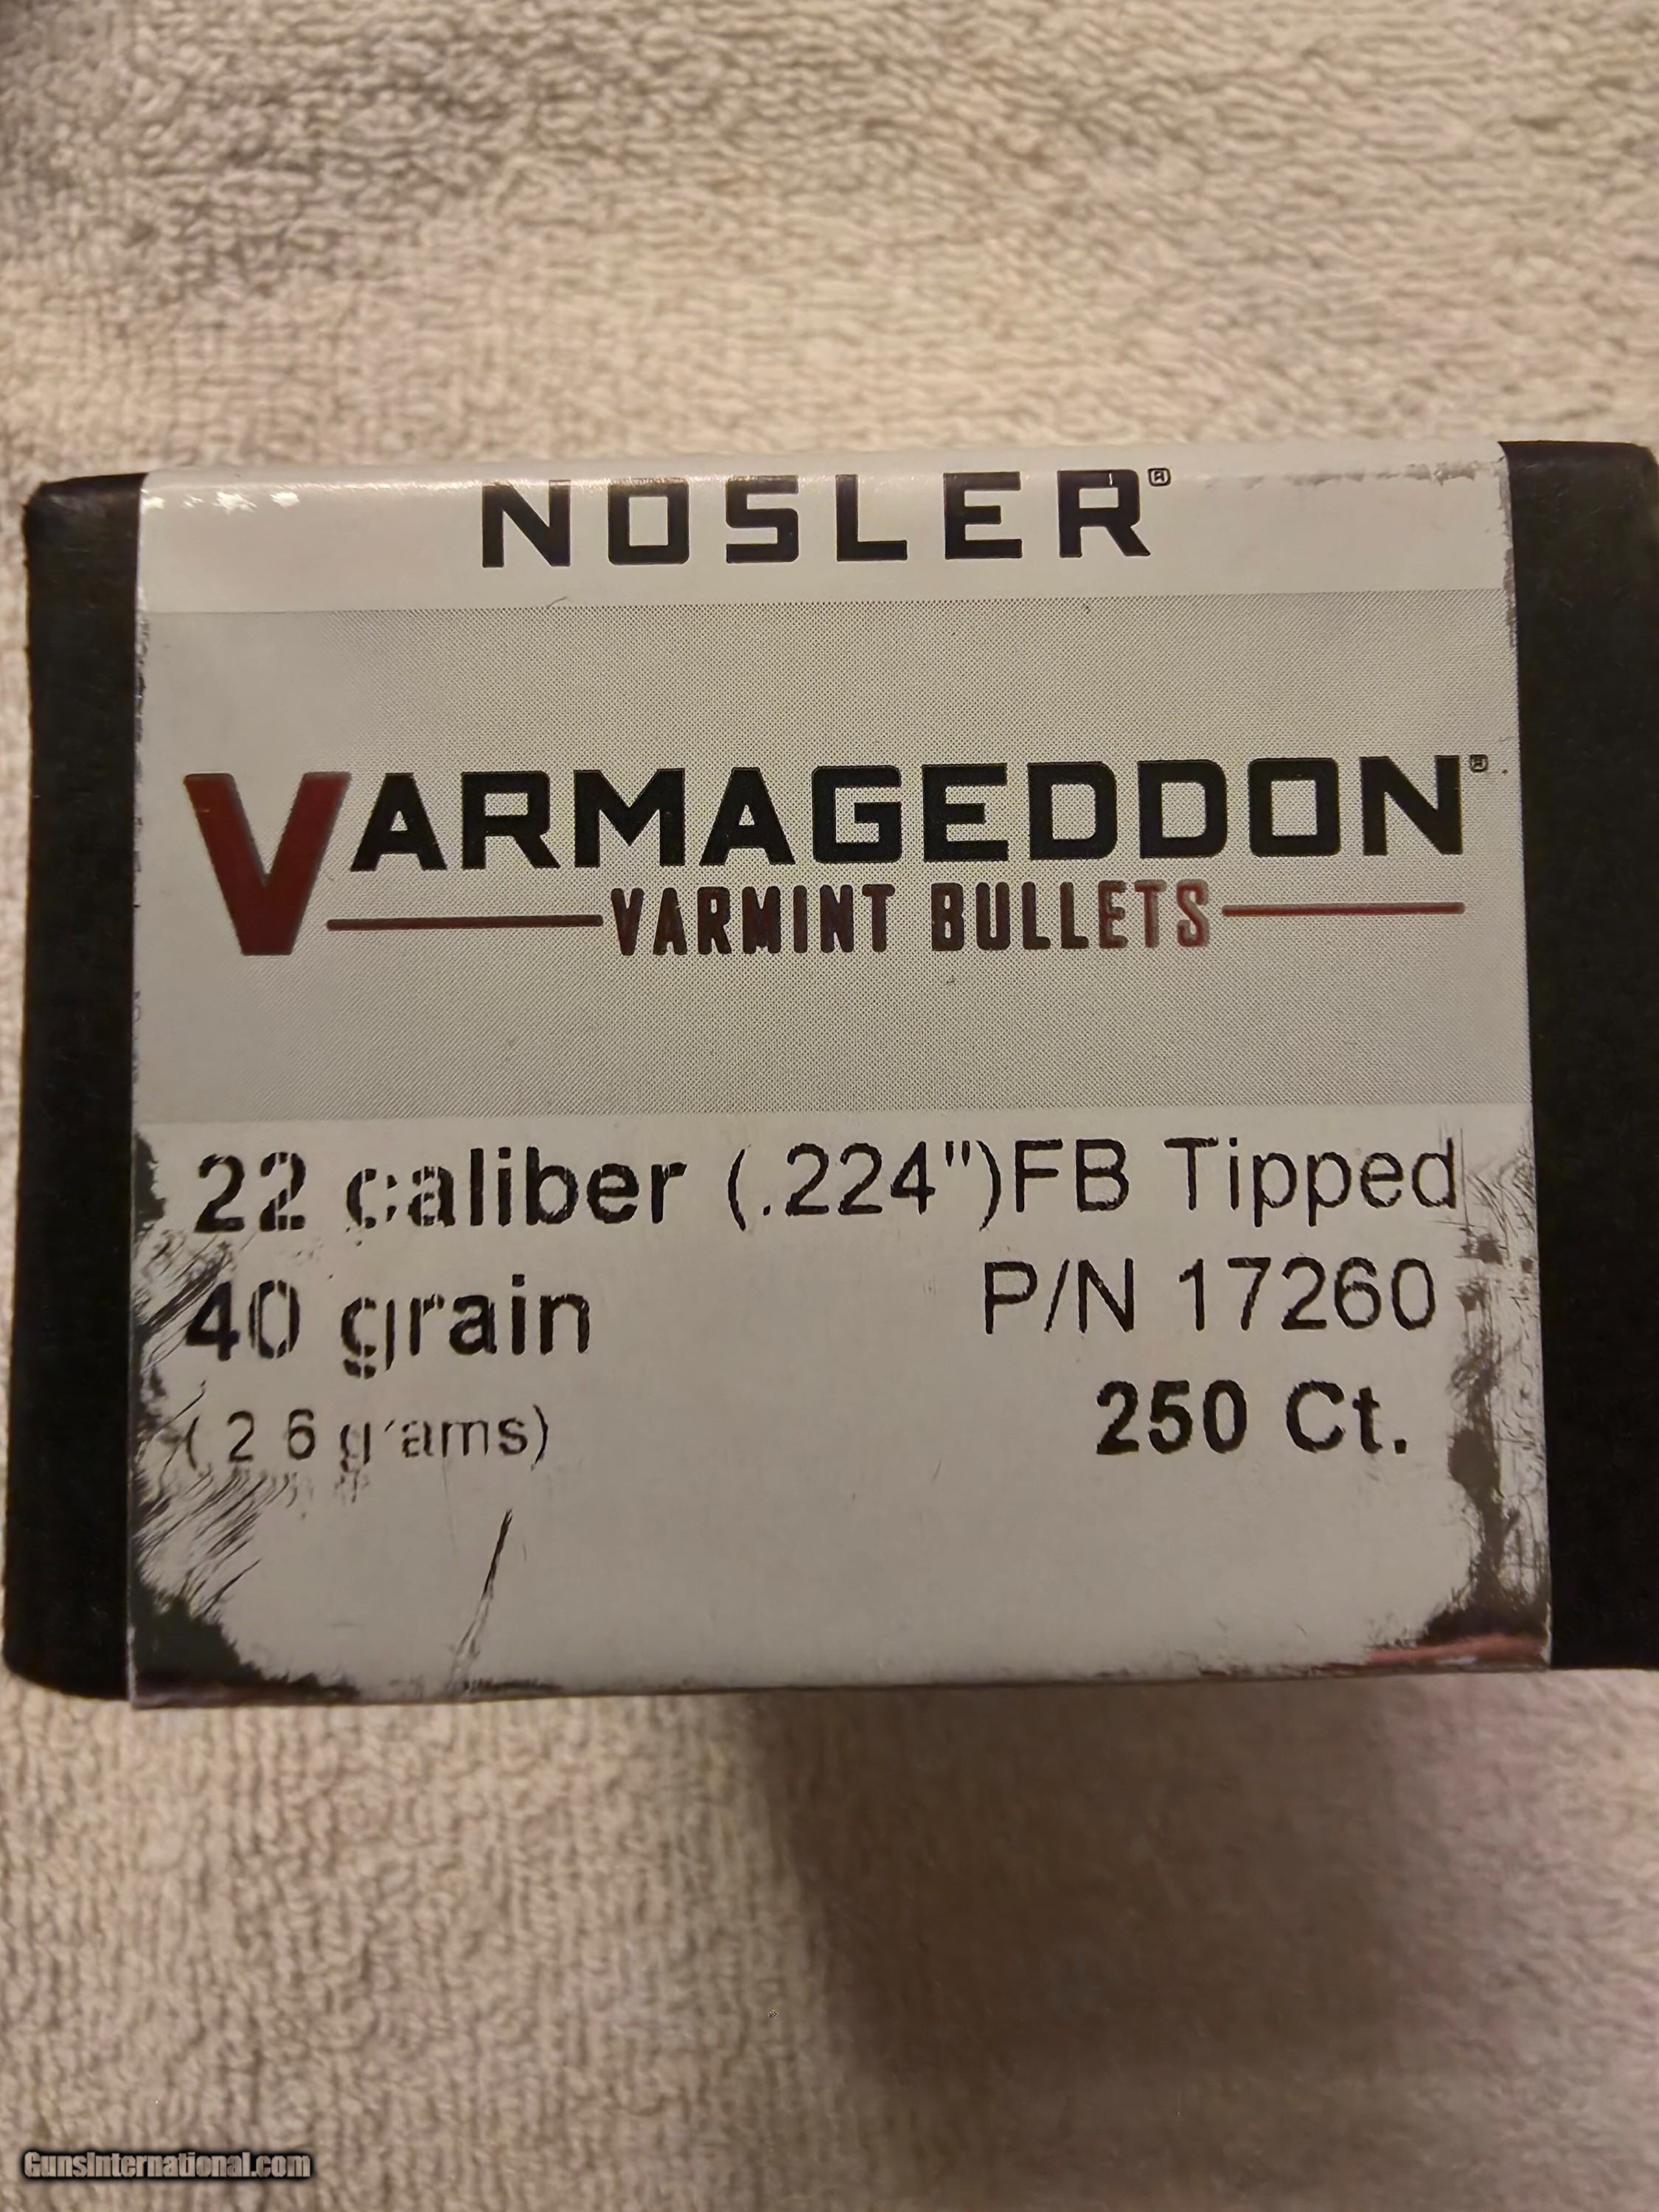 NOSLER®
VARMAGEDDON®
VARMINT BULLETS
22 caliber (.224")FB Tipped
40 grain P/N 17260
(2 6 grams) 250 Ct.
GunsInternational.com